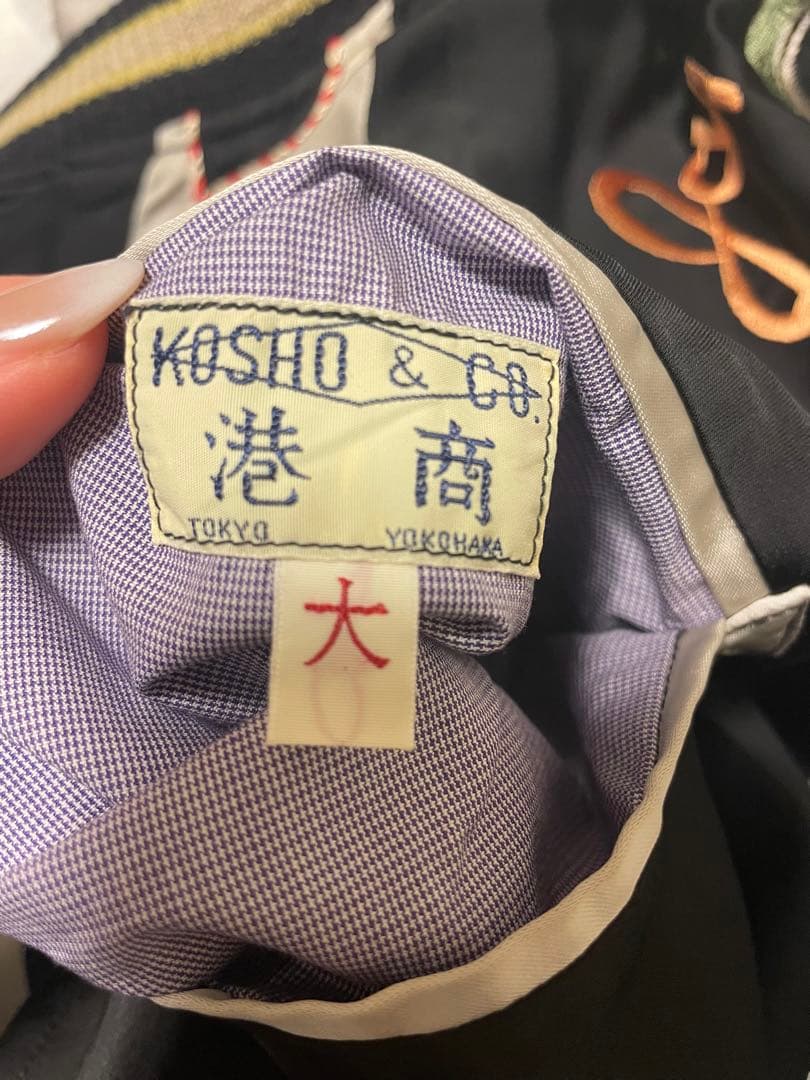 KOSHO & CO.
港 商
TOKYO YOKOHAMA
大